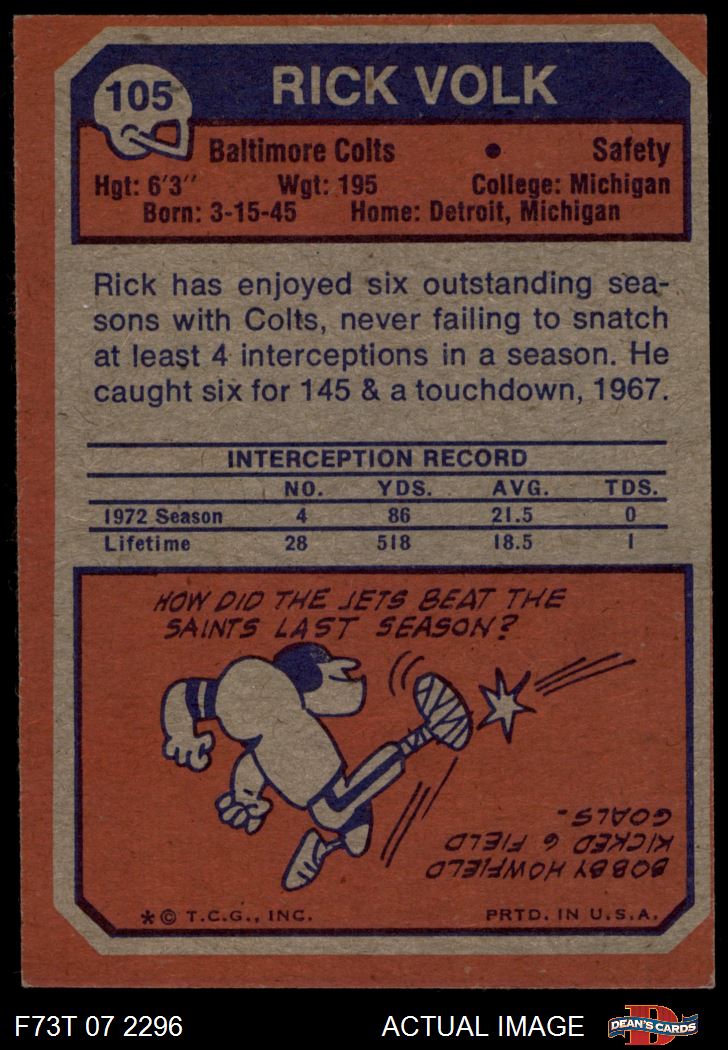 105
RICK VOLK
Baltimore Colts • Safety
Hgt: 6'3'' Wgt: 195 College: Michigan
Born: 3-15-45 Home: Detroit, Michigan
Rick has enjoyed six outstanding sea-
sons with Colts, never failing to snatch
at least 4 interceptions in a season. He
caught six for 145 & a touchdown, 1967.
INTERCEPTION RECORD
NO. YDS. AVG. TDS.
1972 Season 4 86 21.5 0
Lifetime 28 518 18.5 1
HOW DID THE JETS BEAT THE
SAINTS LAST SEASON?
BOBBY HOWFIELD
KICKED 6 FIELD
GOALS.
*© T.C.G., INC. PRTD. IN U.S.A.
F73T 07 2296 ACTUAL IMAGE
D
DEAN'S CARDS